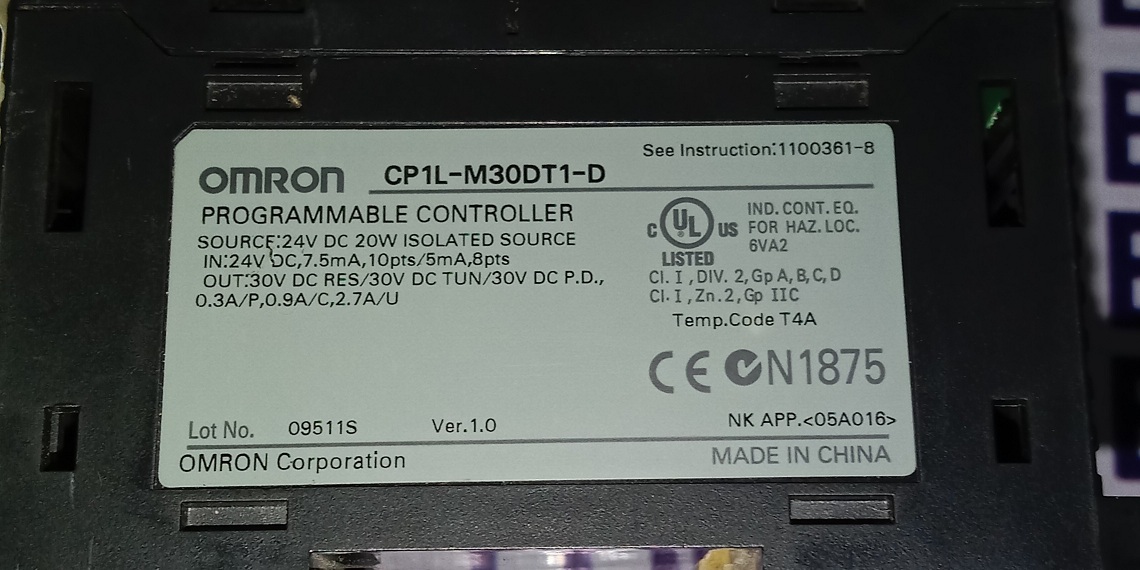 See Instruction:1100361-8
OMRON CP1L-M30DT1-D
PROGRAMMABLE CONTROLLER
SOURCE:24V DC 20W ISOLATED SOURCE
IN:24V DC,7.5mA,10pts/5mA,8pts
OUT:30V DC RES/30V DC TUN/30V DC P.D.,
0.3A/P,0.9A/C,2.7A/U
C UL US
LISTED
IND. CONT. EQ.
FOR HAZ. LOC.
6VA2
Cl. I , DIV. 2, Gp A, B, C, D
Cl. I , Zn. 2, Gp IIC
Temp.Code T4A
CE N1875
Lot No. 09511S Ver.1.0
NK APP.<05A016>
OMRON Corporation
MADE IN CHINA